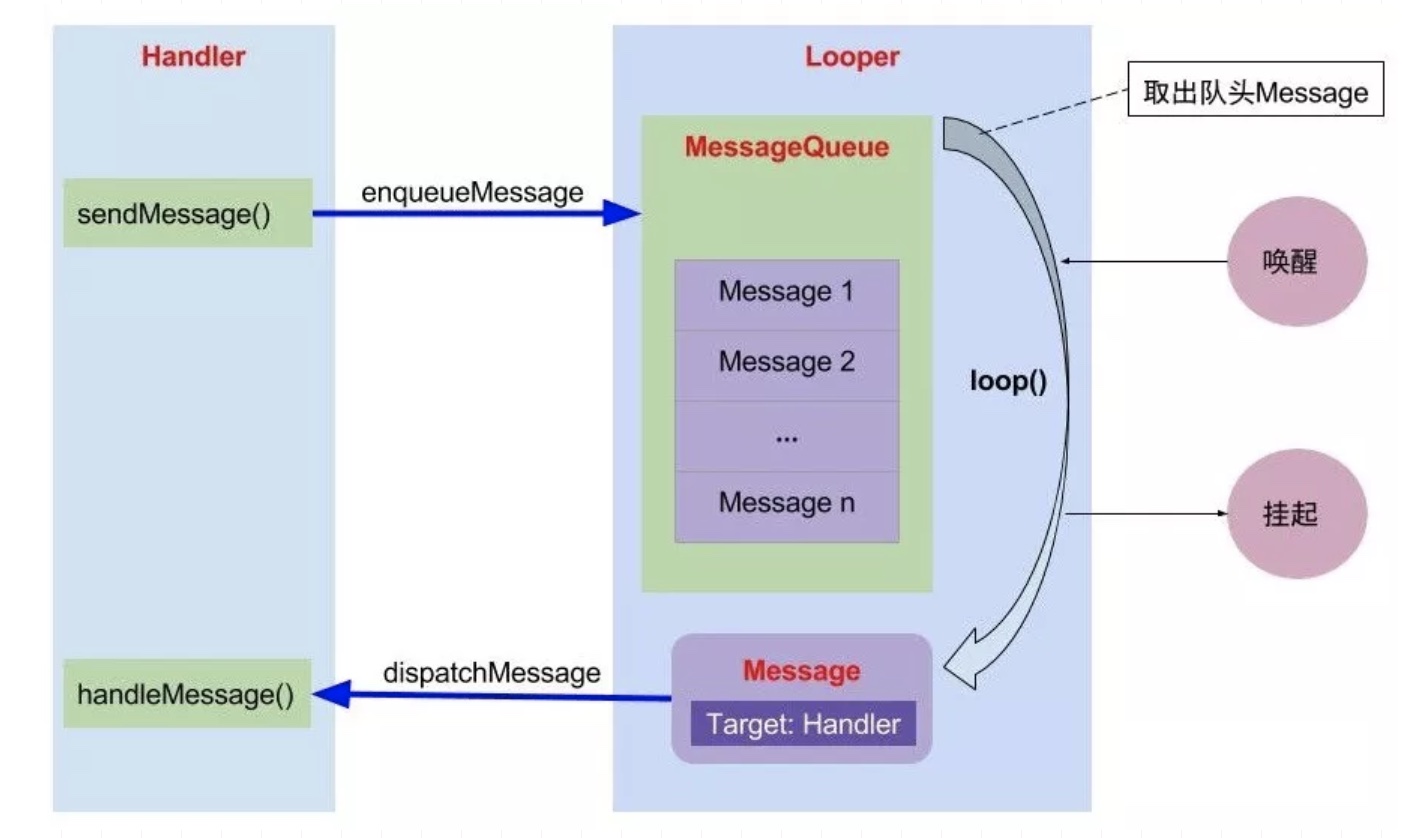 Handler
Looper
取出队头Message
MessageQueue
sendMessage()
enqueueMessage
唤醒
Message 1
Message 2
...
Message n
loop()
挂起
handleMessage()
dispatchMessage
Message
Target: Handler